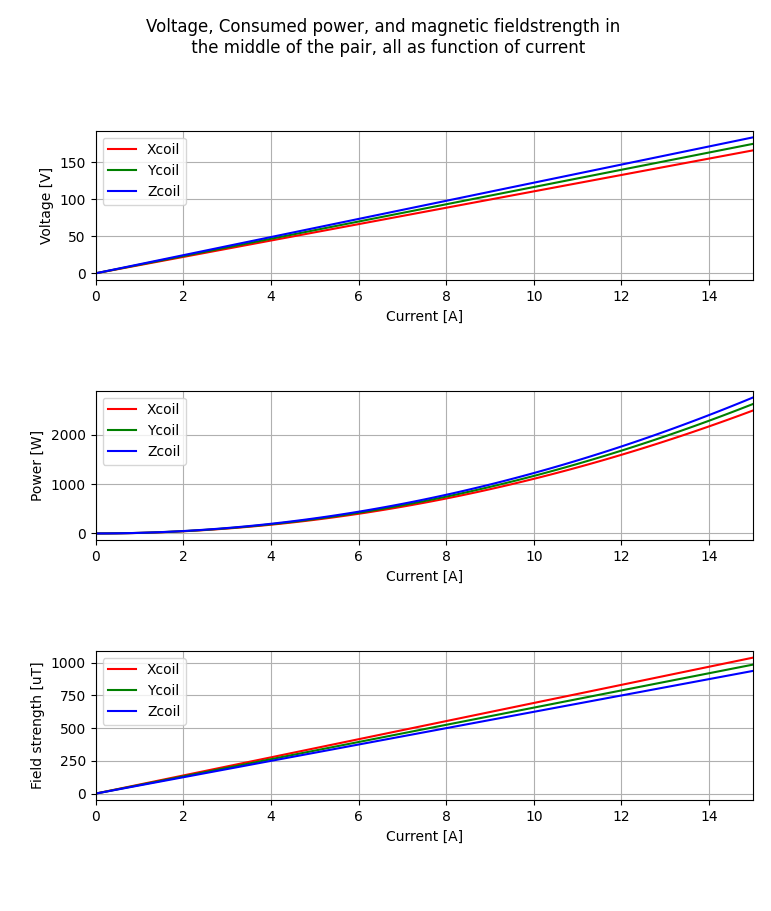 Voltage, Consumed power, and magnetic fieldstrength in
the middle of the pair, all as function of current
Voltage [V]
150
100
50
0
Xcoil
Ycoil
Zcoil
0 2 4 6 8 10 12 14
Current [A]
Power [W]
2000
1000
0
Xcoil
Ycoil
Zcoil
0 2 4 6 8 10 12 14
Current [A]
Field strength [uT]
1000
750
500
250
0
Xcoil
Ycoil
Zcoil
0 2 4 6 8 10 12 14
Current [A]